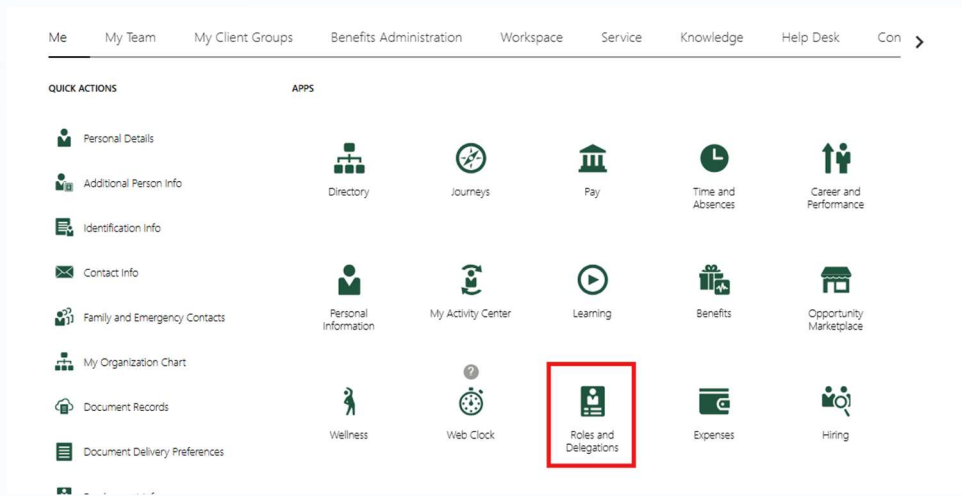 Me My Team My Client Groups Benefits Administration Workspace Service Knowledge Help Desk Con
QUICK ACTIONS
APPS
Personal Details
Additional Person Info
Identification Info
Contact Info
Family and Emergency Contacts
My Organization Chart
Document Records
Document Delivery Preferences
Directory
Journeys
Pay
Time and
Absences
Career and
Performance
Personal
Information
My Activity Center
Learning
Benefits
Opportunity
Marketplace
?
Wellness
Web Clock
Roles and
Delegations
Expenses
Hiring